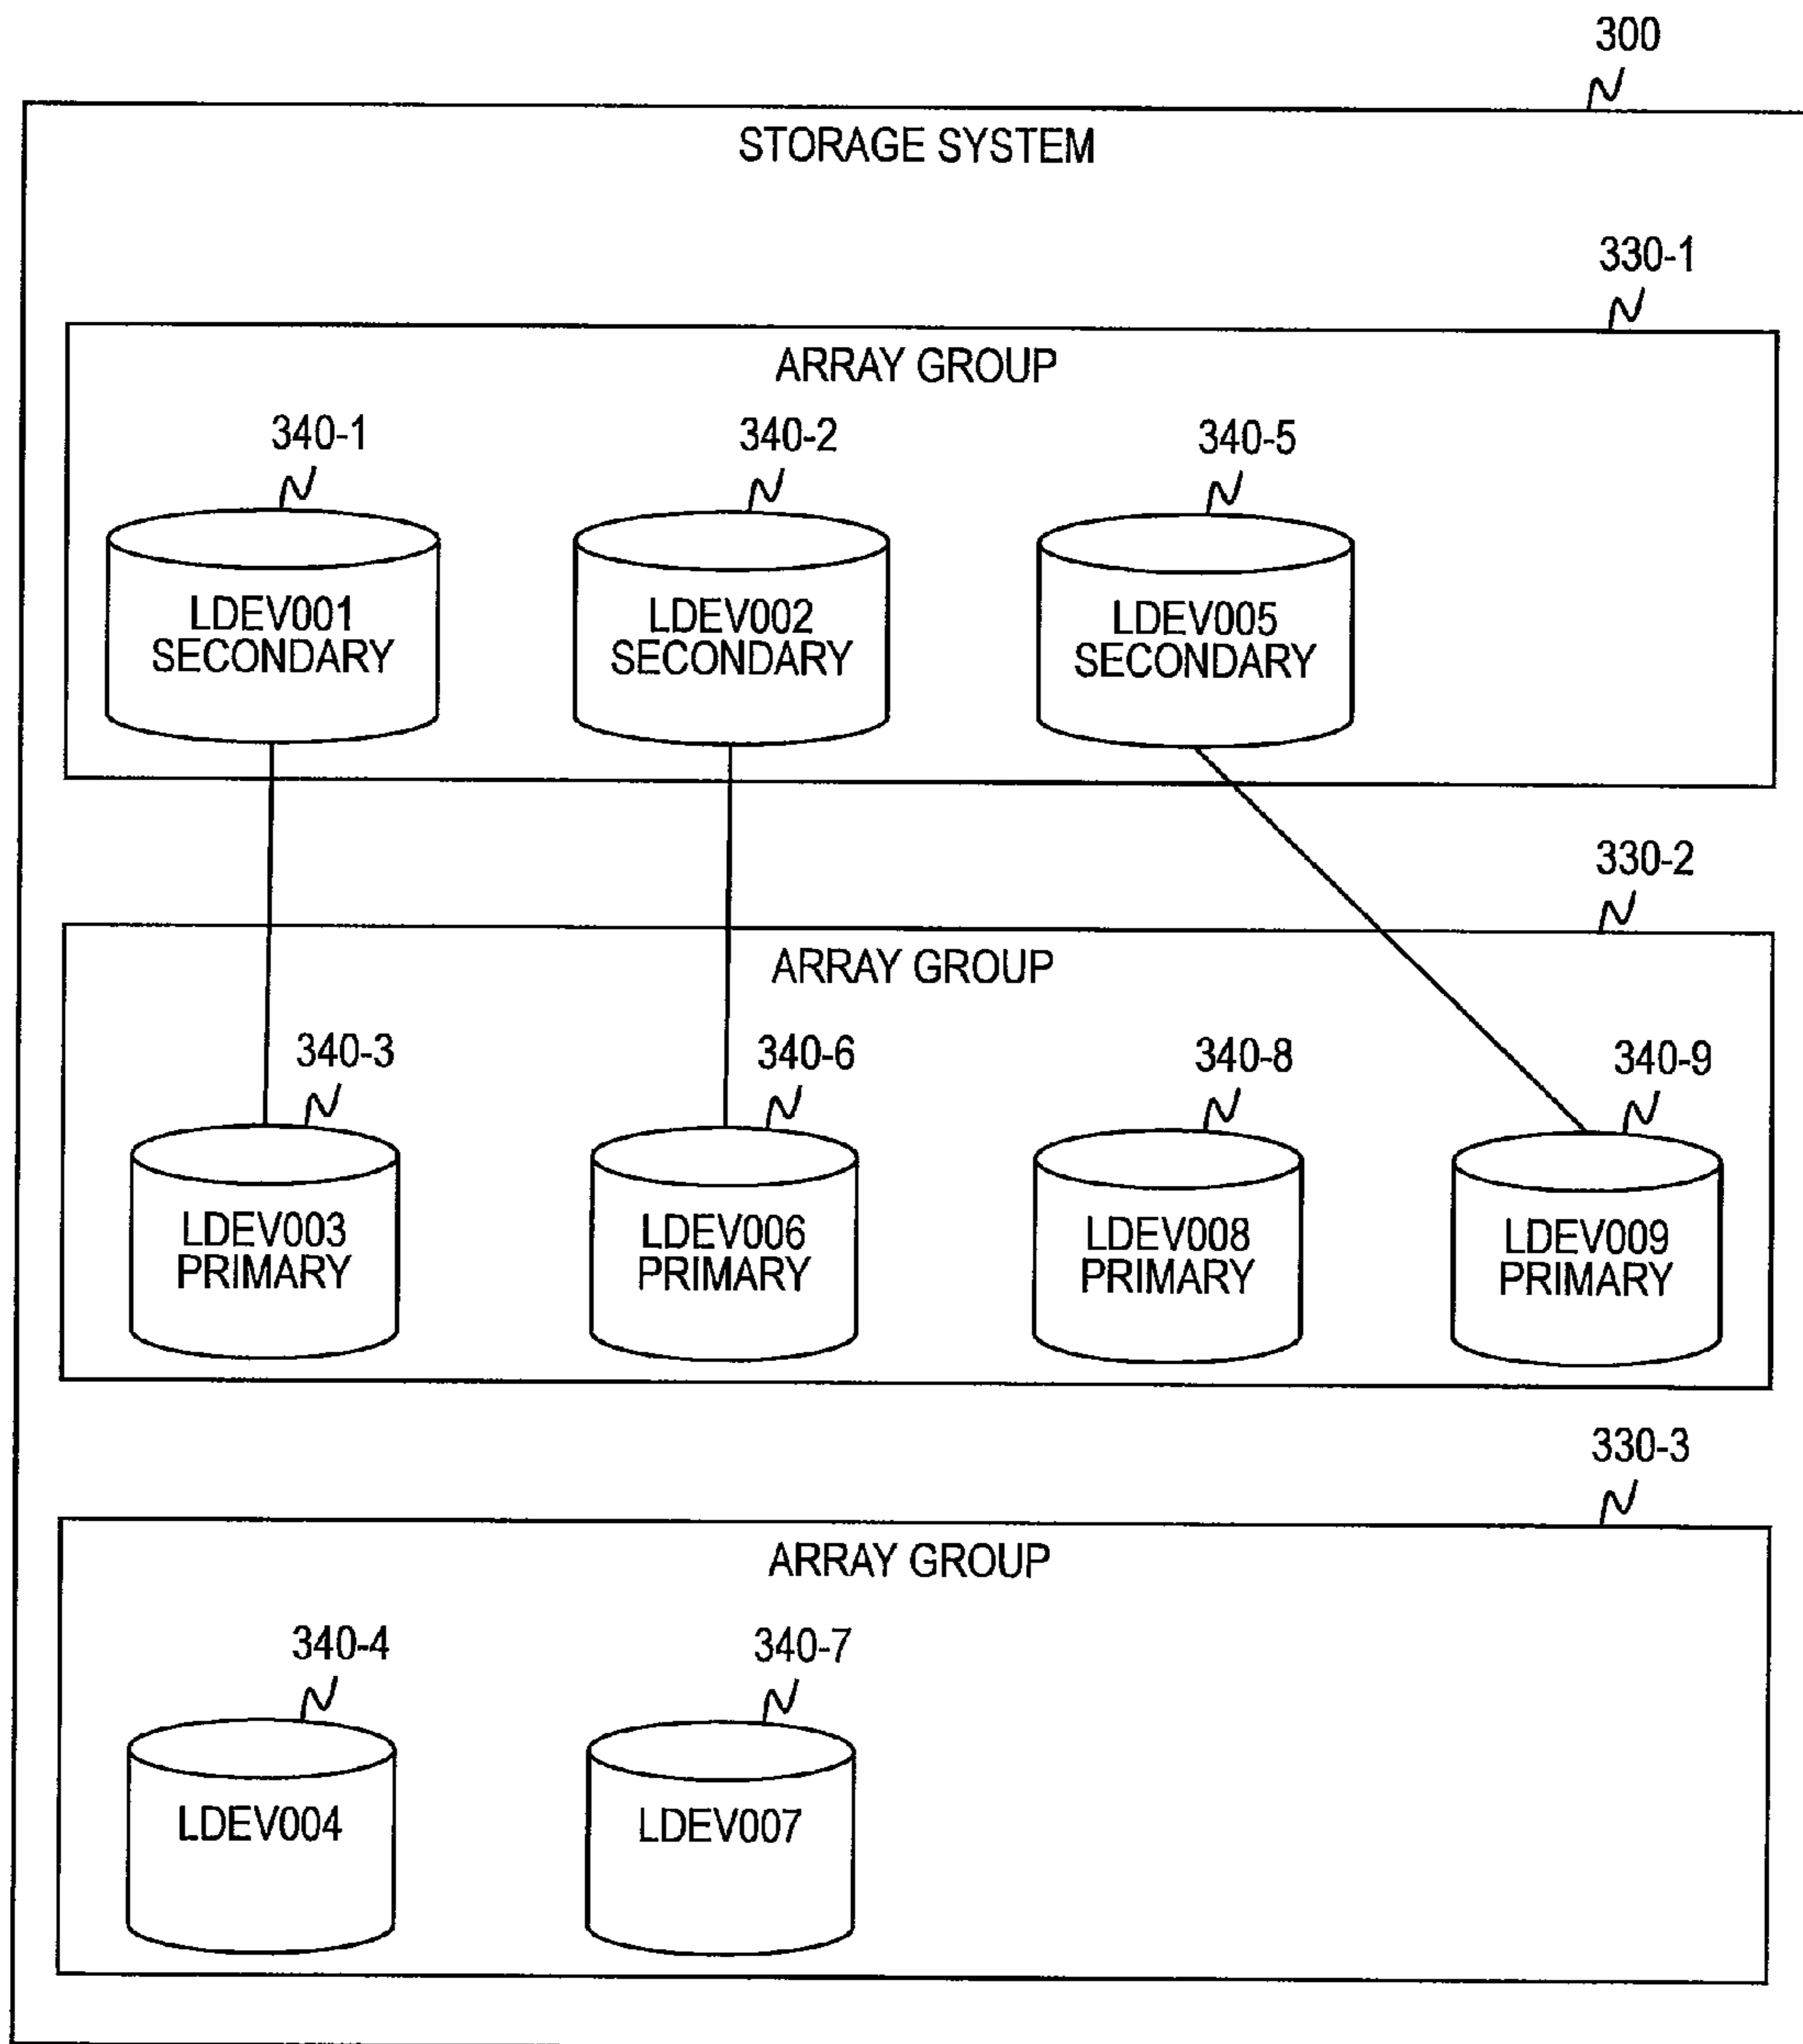 300
STORAGE SYSTEM
330-1
ARRAY GROUP
340-1
340-2
340-5
LDEV001
SECONDARY
LDEV002
SECONDARY
LDEV005
SECONDARY
330-2
ARRAY GROUP
340-3
340-6
340-8
340-9
LDEV003
PRIMARY
LDEV006
PRIMARY
LDEV008
PRIMARY
LDEV009
PRIMARY
330-3
ARRAY GROUP
340-4
340-7
LDEV004
LDEV007